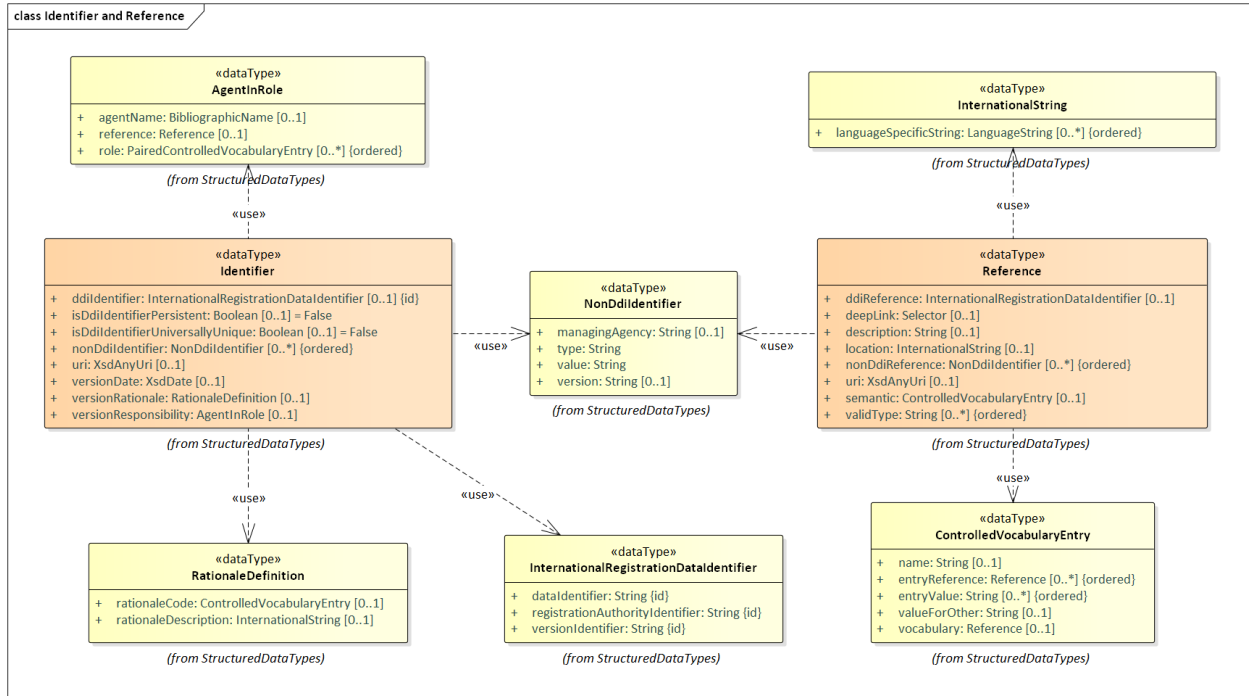 class Identifier and Reference
«dataType»
AgentInRole
+ agentName: BibliographicName [0..1]
+ reference: Reference [0..1]
+ role: PairedControlledVocabularyEntry [0..*] {ordered}
(from StructuredDataTypes)
«dataType»
InternationalString
+ languageSpecificString: LanguageString [0..*] {ordered}
(from StructuredDataTypes)
«use»
«use»
«dataType»
Identifier
+ ddiIdentifier: InternationalRegistrationDataIdentifier [0..1] {id}
+ isDdiIdentifierPersistent: Boolean [0..1] = False
+ isDdiIdentifierUniversallyUnique: Boolean [0..1] = False
+ nonDdiIdentifier: NonDdiIdentifier [0..*] {ordered}
+ uri: XsdAnyUri [0..1]
+ versionDate: XsdDate [0..1]
+ versionRationale: RationaleDefinition [0..1]
+ versionResponsibility: AgentInRole [0..1]
(from StructuredDataTypes)
«use»
«dataType»
NonDdiIdentifier
+ managingAgency: String [0..1]
+ type: String
+ value: String
+ version: String [0..1]
(from StructuredDataTypes)
«use»
«dataType»
Reference
+ ddiReference: InternationalRegistrationDataIdentifier [0..1]
+ deepLink: Selector [0..1]
+ description: String [0..1]
+ location: InternationalString [0..1]
+ nonDdiReference: NonDdiIdentifier [0..*] {ordered}
+ uri: XsdAnyUri [0..1]
+ semantic: ControlledVocabularyEntry [0..1]
+ validType: String [0..*] {ordered}
(from StructuredDataTypes)
«use»
«use»
«use»
«dataType»
RationaleDefinition
+ rationaleCode: ControlledVocabularyEntry [0..1]
+ rationaleDescription: InternationalString [0..1]
(from StructuredDataTypes)
«dataType»
InternationalRegistrationDataIdentifier
+ dataIdentifier: String {id}
+ registrationAuthorityIdentifier: String {id}
+ versionIdentifier: String {id}
(from StructuredDataTypes)
«dataType»
ControlledVocabularyEntry
+ name: String [0..1]
+ entryReference: Reference [0..*] {ordered}
+ entryValue: String [0..*] {ordered}
+ valueForOther: String [0..1]
+ vocabulary: Reference [0..1]
(from StructuredDataTypes)